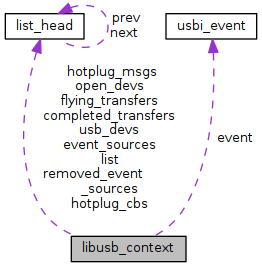 prev
next
list_head
usbi_event
hotplug_msgs
open_devs
flying_transfers
completed_transfers
usb_devs
event_sources
list
removed_event
_sources
hotplug_cbs
event
libusb_context